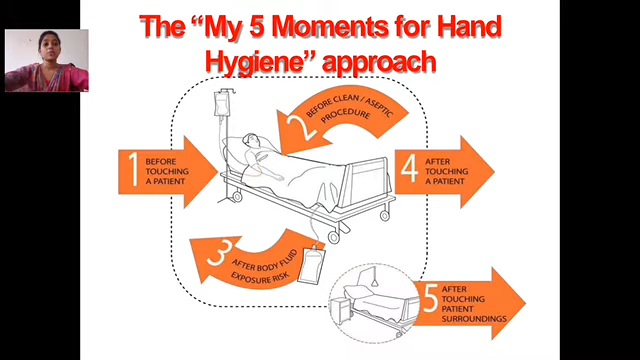 The “My 5 Moments for Hand
Hygiene” approach
1
BEFORE
TOUCHING
A PATIENT
2
BEFORE CLEAN / ASEPTIC
PROCEDURE
3
AFTER BODY FLUID
EXPOSURE RISK
4
AFTER
TOUCHING
A PATIENT
5
AFTER
TOUCHING
PATIENT
SURROUNDINGS